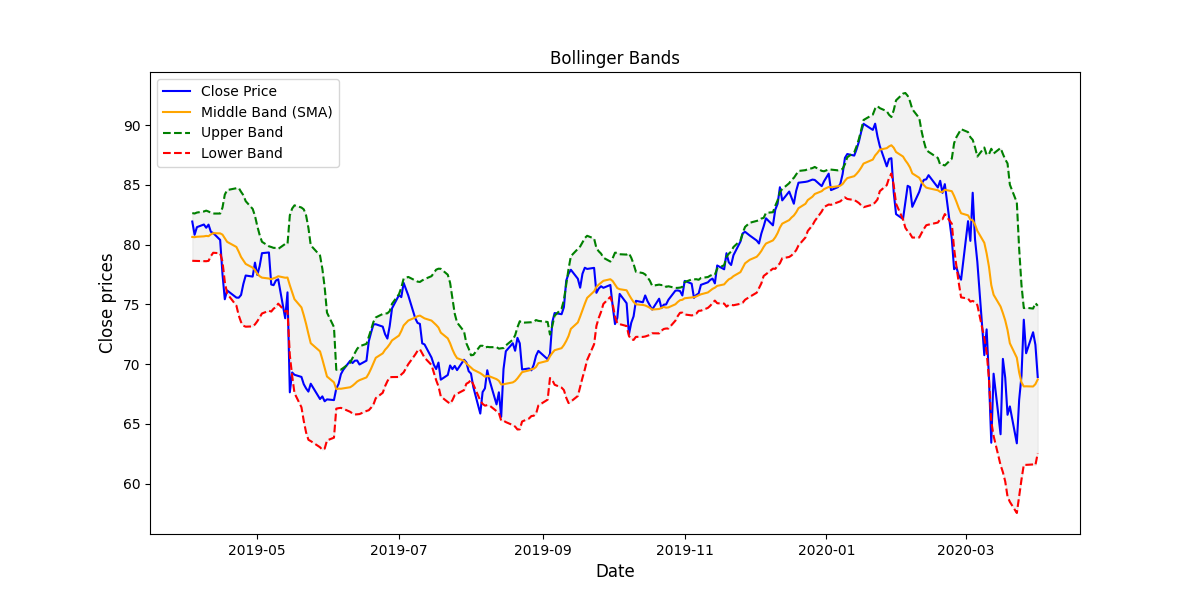 Bollinger Bands
Close Price
Middle Band (SMA)
Upper Band
Lower Band
Close prices
90
85
80
75
70
65
60
2019-05 2019-07 2019-09 2019-11 2020-01 2020-03
Date